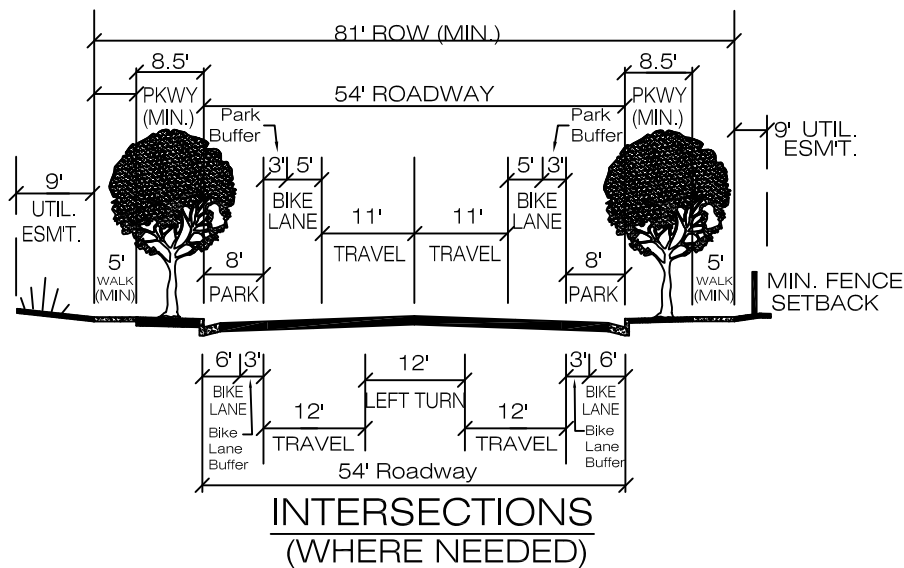 81' ROW (MIN.)
8.5'
8.5'
PKWY
(MIN.)
54' ROADWAY
PKWY
(MIN.)
Park
Buffer
Park
Buffer
9' UTIL.
ESM'T.
9'
UTIL.
ESM'T.
3' 5'
BIKE
LANE
5' 3'
BIKE
LANE
11'
TRAVEL
11'
TRAVEL
5'
WALK
(MIN)
8'
PARK
8'
PARK
5'
WALK
(MIN)
MIN. FENCE
SETBACK
6' 3'
BIKE
LANE
Bike
Lane
Buffer
12'
TRAVEL
12'
LEFT TURN
12'
TRAVEL
3' 6'
BIKE
LANE
Bike
Lane
Buffer
54' Roadway
INTERSECTIONS
(WHERE NEEDED)